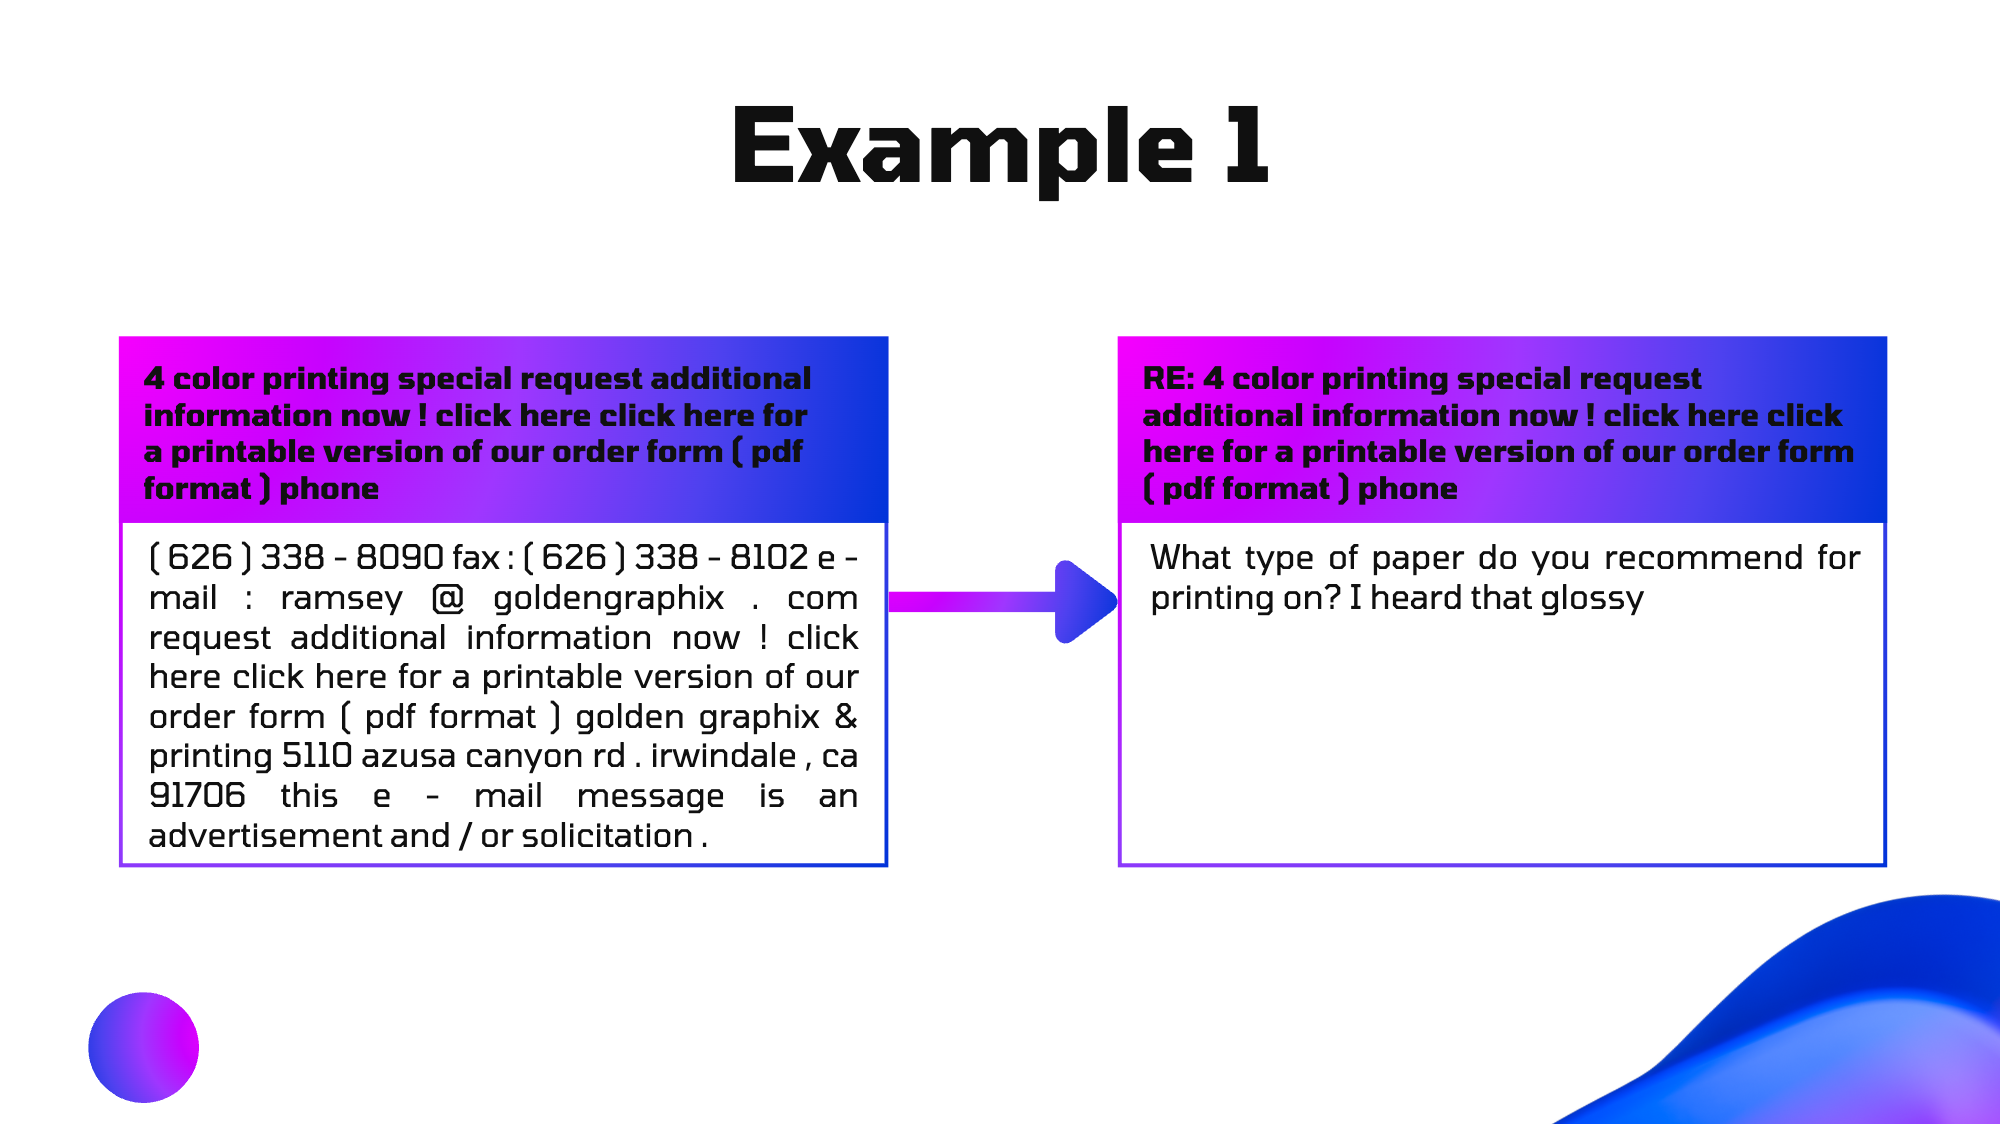 Example 1
4 color printing special request additional
information now ! click here click here for
a printable version of our order form ( pdf
format ) phone
( 626 ) 338 - 8090 fax : ( 626 ) 338 - 8102 e -
mail : ramsey @ goldengraphix . com
request additional information now ! click
here click here for a printable version of our
order form ( pdf format ) golden graphix &
printing 5110 azusa canyon rd . irwindale , ca
91706 this e - mail message is an
advertisement and / or solicitation .
RE: 4 color printing special request
additional information now ! click here click
here for a printable version of our order form
( pdf format ) phone
What type of paper do you recommend for
printing on? I heard that glossy